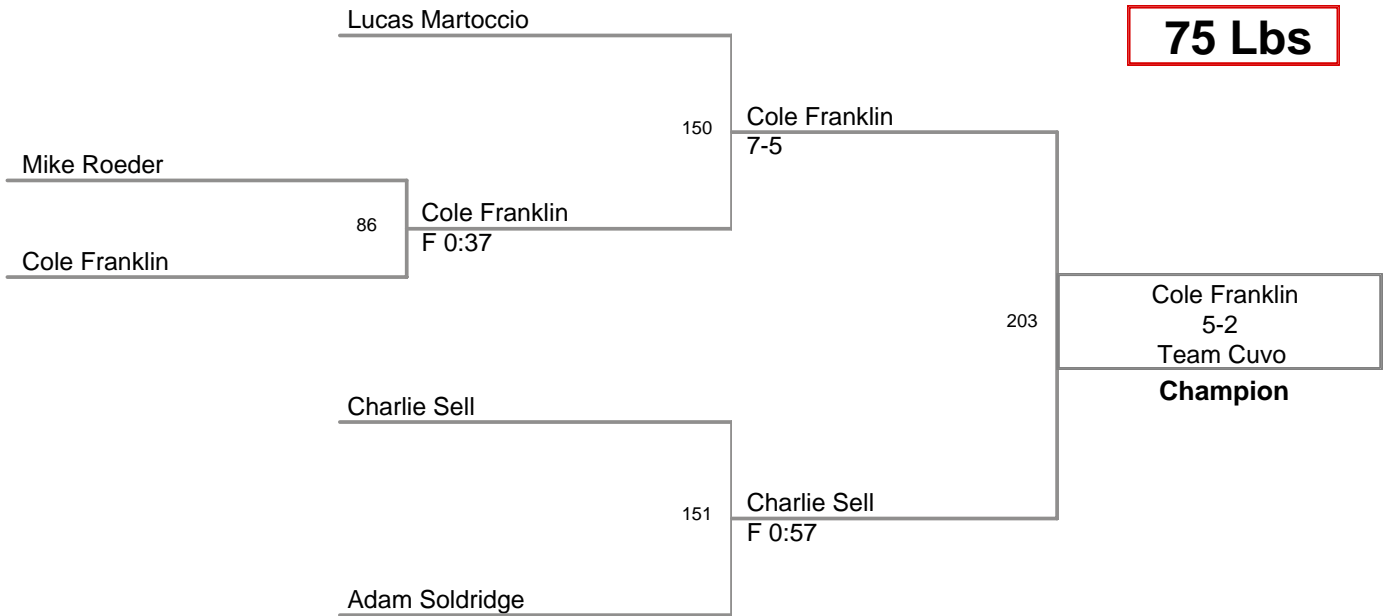 Lucas Martoccio
75 Lbs
150
Cole Franklin
7-5
Mike Roeder
86
Cole Franklin
F 0:37
Cole Franklin
203
Cole Franklin
5-2
Team Cuvo
Champion
Charlie Sell
151
Charlie Sell
F 0:57
Adam Soldridge